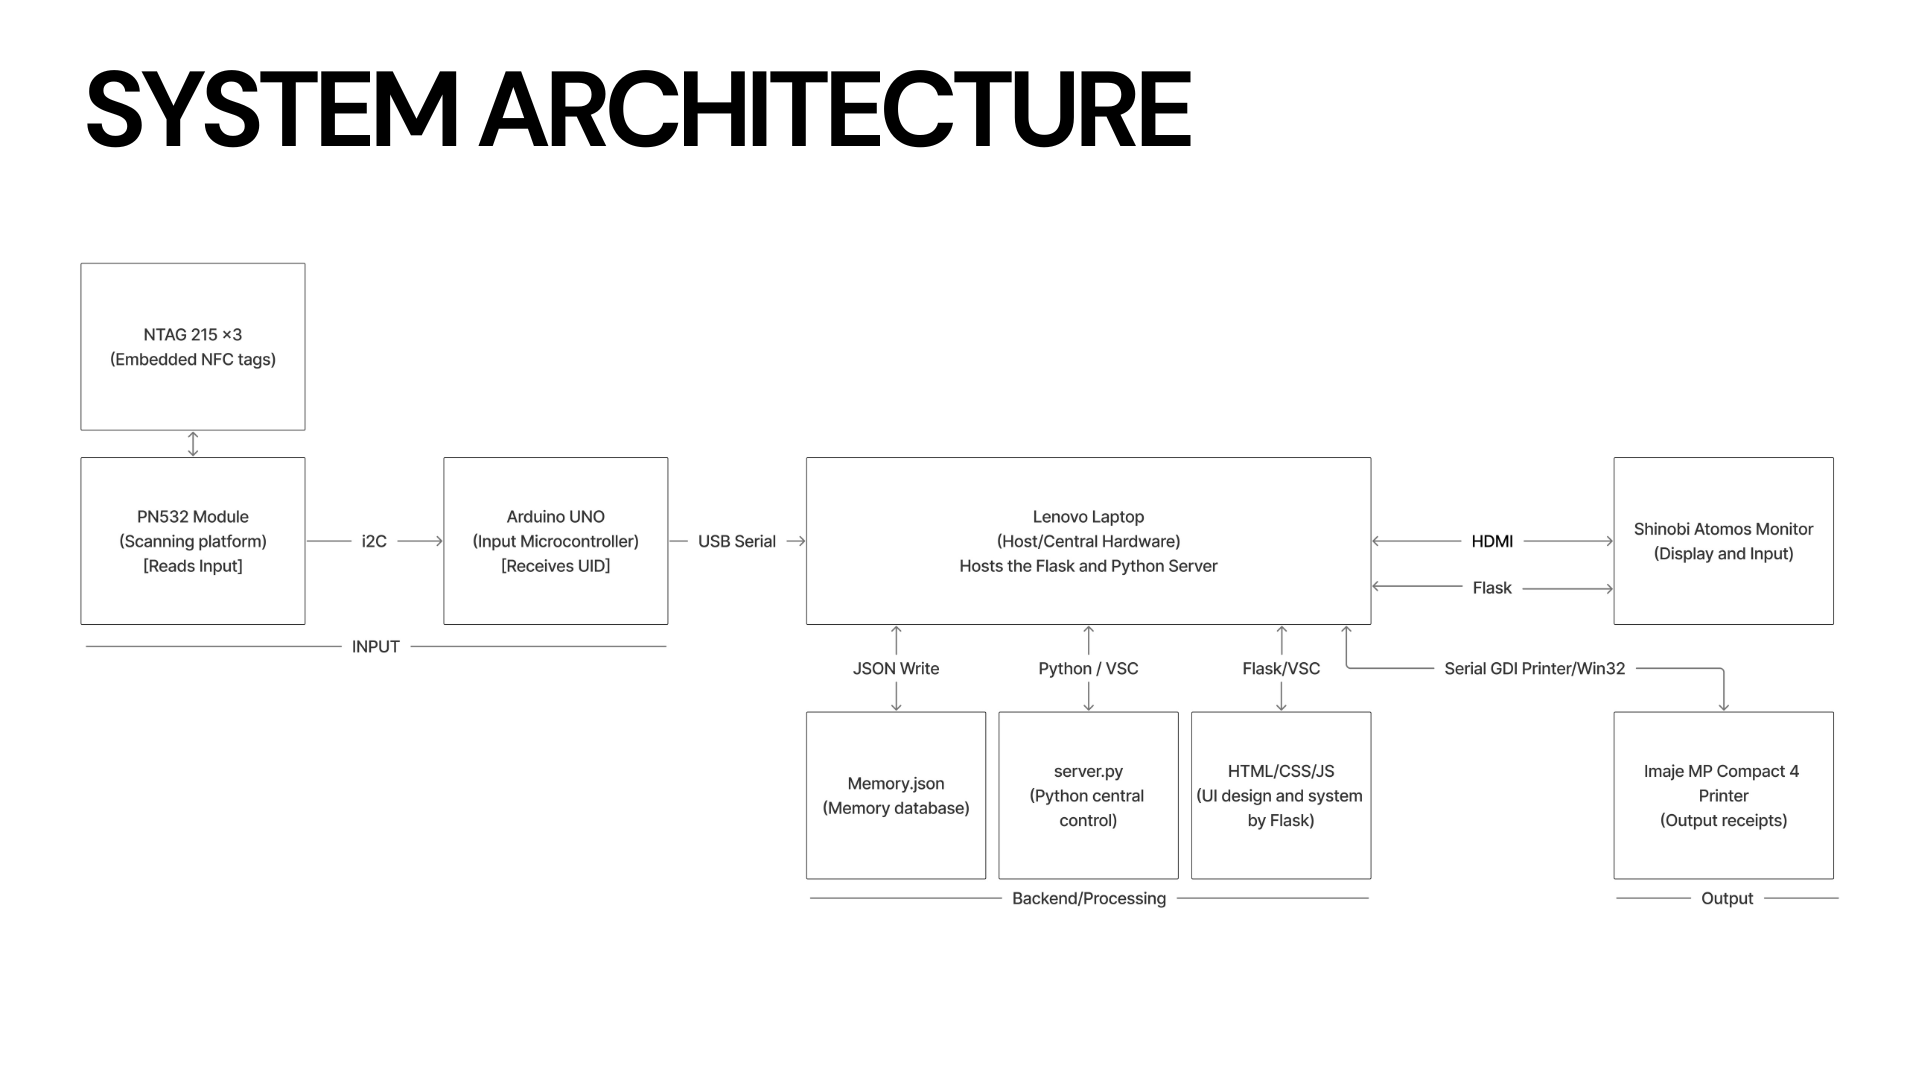 SYSTEM ARCHITECTURE
NTAG 215 ×3
(Embedded NFC tags)
PN532 Module
(Scanning platform)
[Reads Input]
i2C
Arduino UNO
(Input Microcontroller)
[Receives UID]
USB Serial
Lenovo Laptop
(Host/Central Hardware)
Hosts the Flask and Python Server
HDMI
Flask
Shinobi Atomos Monitor
(Display and Input)
INPUT
JSON Write
Python / VSC
Flask/VSC
Serial GDI Printer/Win32
Memory.json
(Memory database)
server.py
(Python central
control)
HTML/CSS/JS
(UI design and system
by Flask)
Imaje MP Compact 4
Printer
(Output receipts)
Backend/Processing
Output